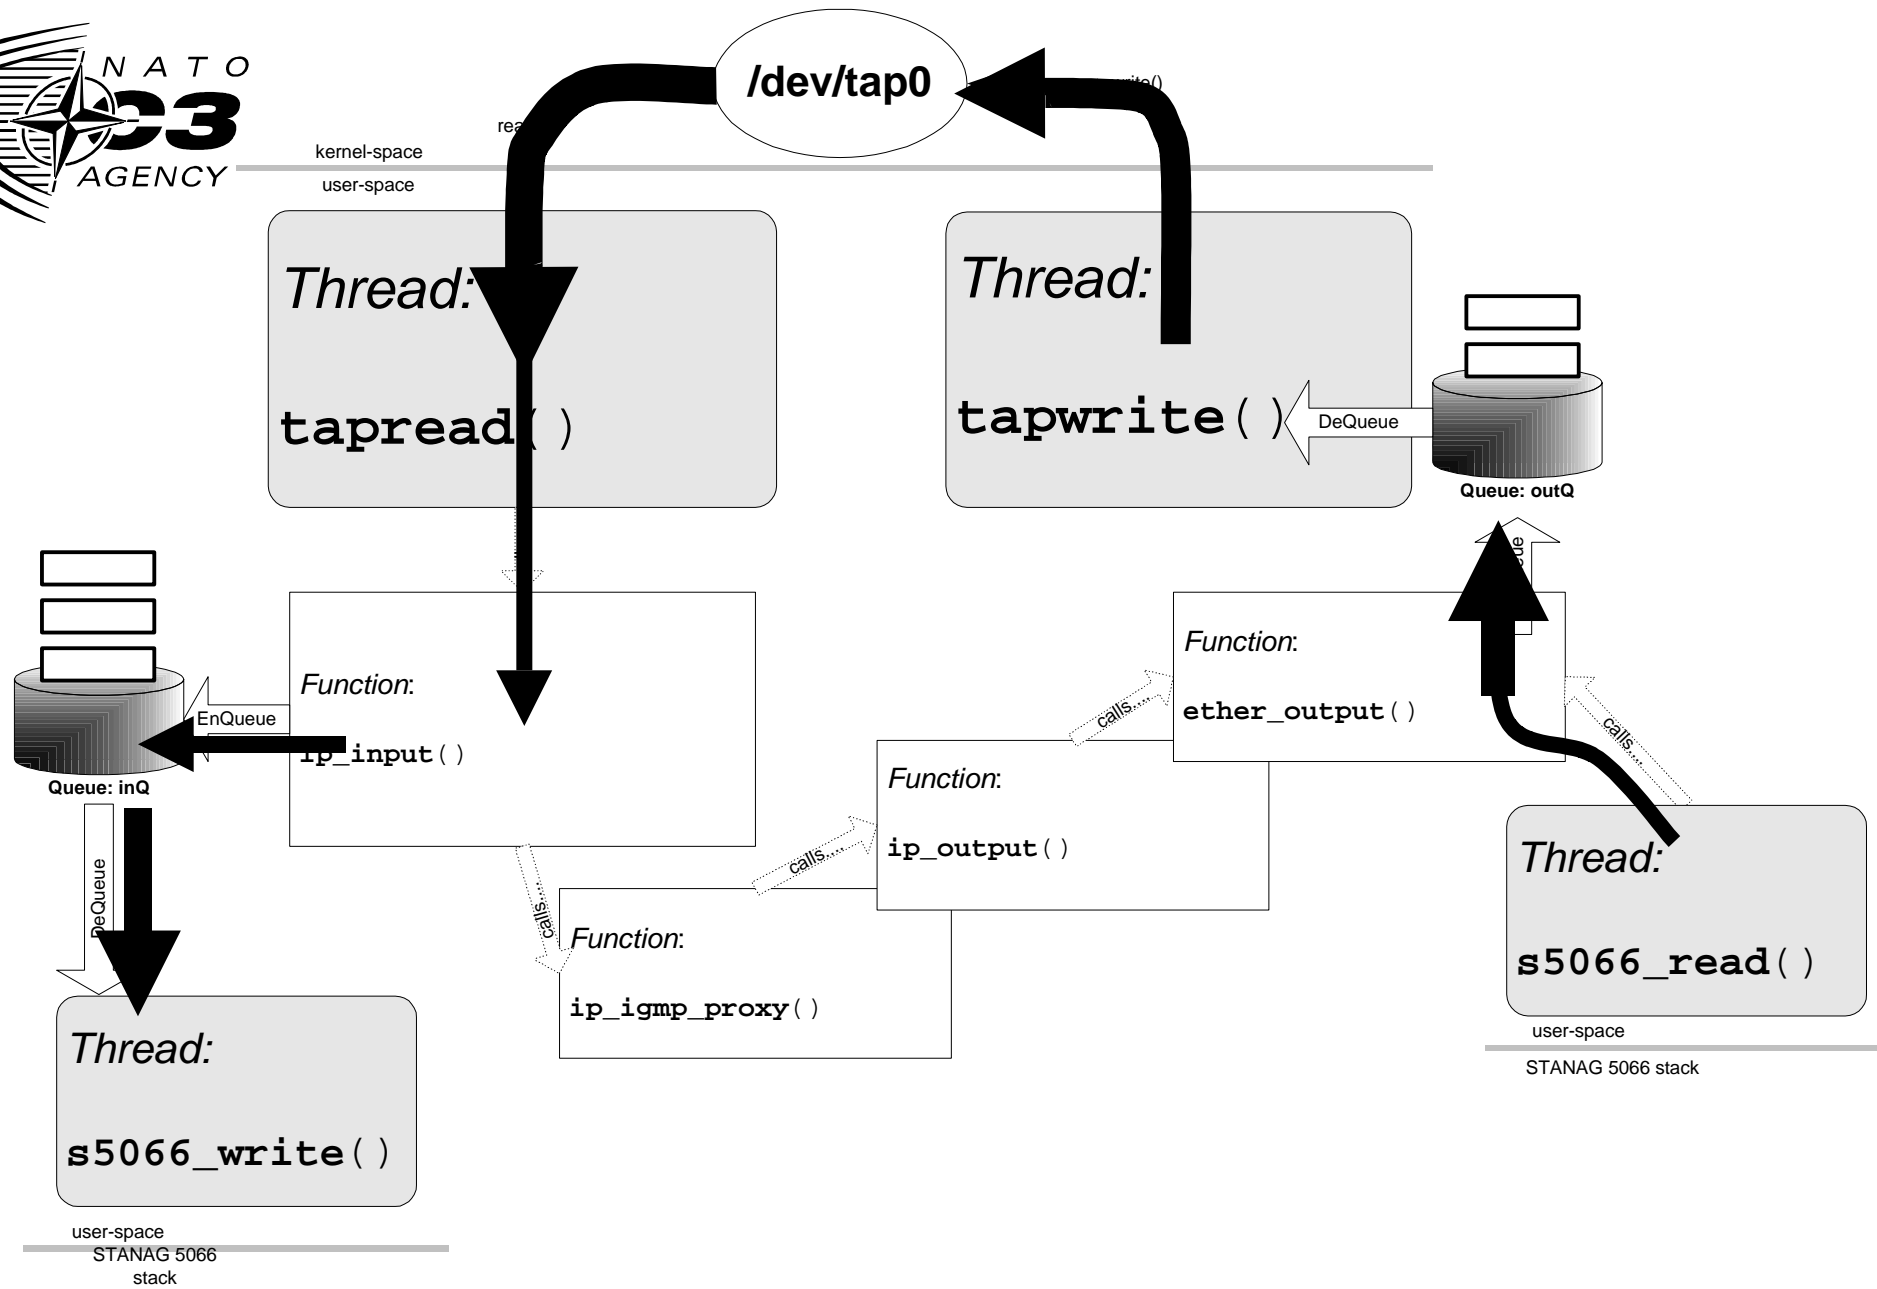 NATO
C3
AGENCY
/dev/tap0
kernel-space
user-space
Thread:
tapread()
Thread:
tapwrite()
DeQueue
Queue: outQ
Function:
ip_input()
EnQueue
Queue: inQ
DeQueue
Function:
ether_output()
calls....
calls....
Function:
ip_output()
calls....
calls....
Function:
ip_igmp_proxy()
Thread:
s5066_read()
user-space
STANAG 5066 stack
Thread:
s5066_write()
user-space
STANAG 5066
stack